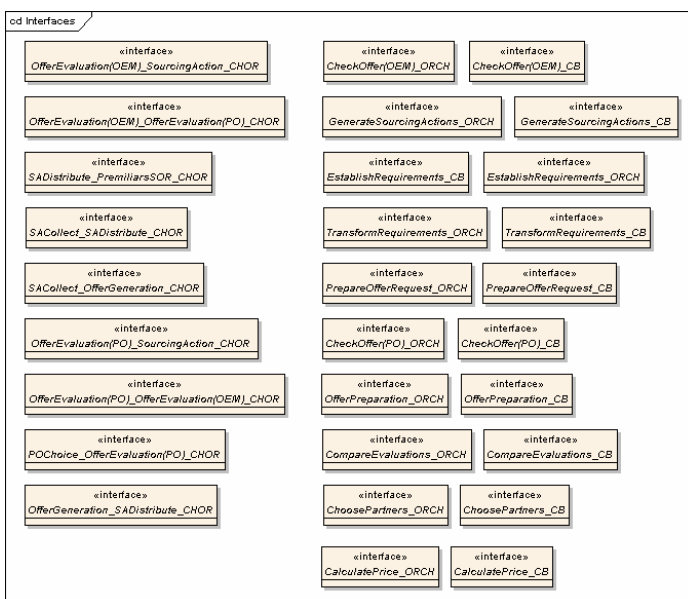 cd Interfaces
«interface»
OfferEvaluation(OEM)_SourcingAction_CHOR
«interface»
CheckOffer(OEM)_ORCH
«interface»
CheckOffer(OEM)_CB
«interface»
OfferEvaluation(OEM)_OfferEvaluation(PO)_CHOR
«interface»
GenerateSourcingActions_ORCH
«interface»
GenerateSourcingActions_CB
«interface»
SADistribute_PremiliarsSOR_CHOR
«interface»
EstablishRequirements_CB
«interface»
EstablishRequirements_ORCH
«interface»
SACollect_SADistribute_CHOR
«interface»
TransformRequirements_ORCH
«interface»
TransformRequirements_CB
«interface»
SACollect_OfferGeneration_CHOR
«interface»
PrepareOfferRequest_ORCH
«interface»
PrepareOfferRequest_CB
«interface»
OfferEvaluation(PO)_SourcingAction_CHOR
«interface»
CheckOffer(PO)_ORCH
«interface»
CheckOffer(PO)_CB
«interface»
OfferEvaluation(PO)_OfferEvaluation(OEM)_CHOR
«interface»
OfferPreparation_ORCH
«interface»
OfferPreparation_CB
«interface»
POChoice_OfferEvaluation(PO)_CHOR
«interface»
CompareEvaluations_ORCH
«interface»
CompareEvaluations_CB
«interface»
OfferGeneration_SADistribute_CHOR
«interface»
ChoosePartners_ORCH
«interface»
ChoosePartners_CB
«interface»
CalculatePrice_ORCH
«interface»
CalculatePrice_CB